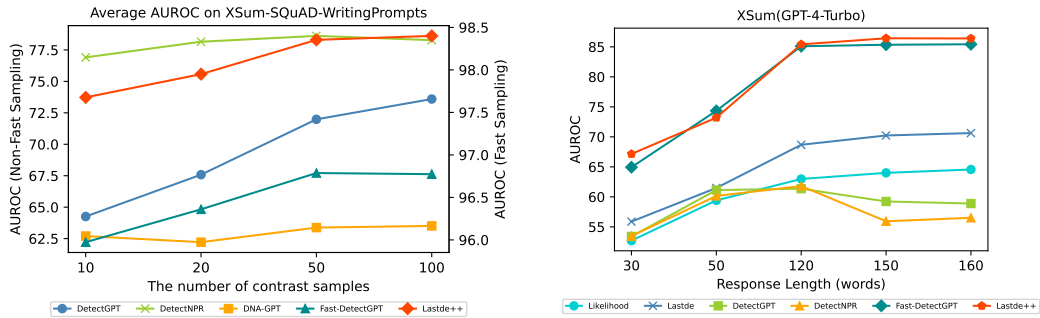 Average AUROC on XSum-SQuAD-WritingPrompts
AUROC (Non-Fast Sampling)
77.5
75.0
72.5
70.0
67.5
65.0
62.5
98.5
98.0
97.5
97.0
96.5
96.0
AUROC (Fast Sampling)
10 20 50 100
The number of contrast samples
DetectGPT DetectNPR DNA-GPT Fast-DetectGPT Lastde++
XSum(GPT-4-Turbo)
AUROC
85
80
75
70
65
60
55
30 50 120 150 160
Response Length (words)
Likelihood Lastde DetectGPT DetectNPR Fast-DetectGPT Lastde++